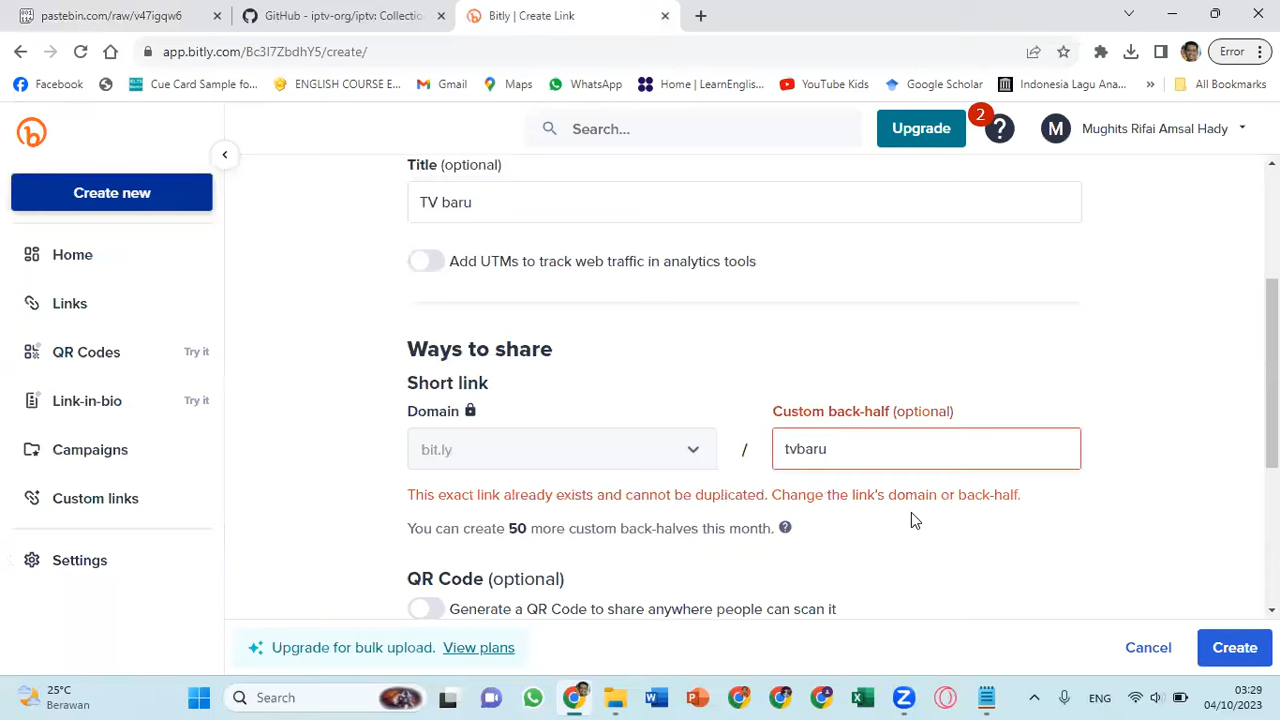 pastebin.com/raw/v47igqw6
GitHub - iptv-org/iptv: Collectio
Bitly | Create Link
app.bitly.com/Bc3I7ZbdhY5/create/
Error
Facebook
Cue Card Sample fo...
ENGLISH COURSE E...
Gmail
Maps
WhatsApp
Home | LearnEnglis...
YouTube Kids
Google Scholar
Indonesia Lagu Ana...
All Bookmarks
Search...
Upgrade
2
M
Mughits Rifai Amsal Hady
Create new
Home
Links
QR Codes Try it
Link-in-bio Try it
Campaigns
Custom links
Settings
Title (optional)
TV baru
Add UTMs to track web traffic in analytics tools
Ways to share
Short link
Domain
Custom back-half (optional)
bit.ly / tvbaru
This exact link already exists and cannot be duplicated. Change the link's domain or back-half.
You can create 50 more custom back-halves this month.
QR Code (optional)
Generate a QR Code to share anywhere people can scan it
Upgrade for bulk upload. View plans
Cancel
Create
25°C
Berawan
Search
ENG
03:29
04/10/2023